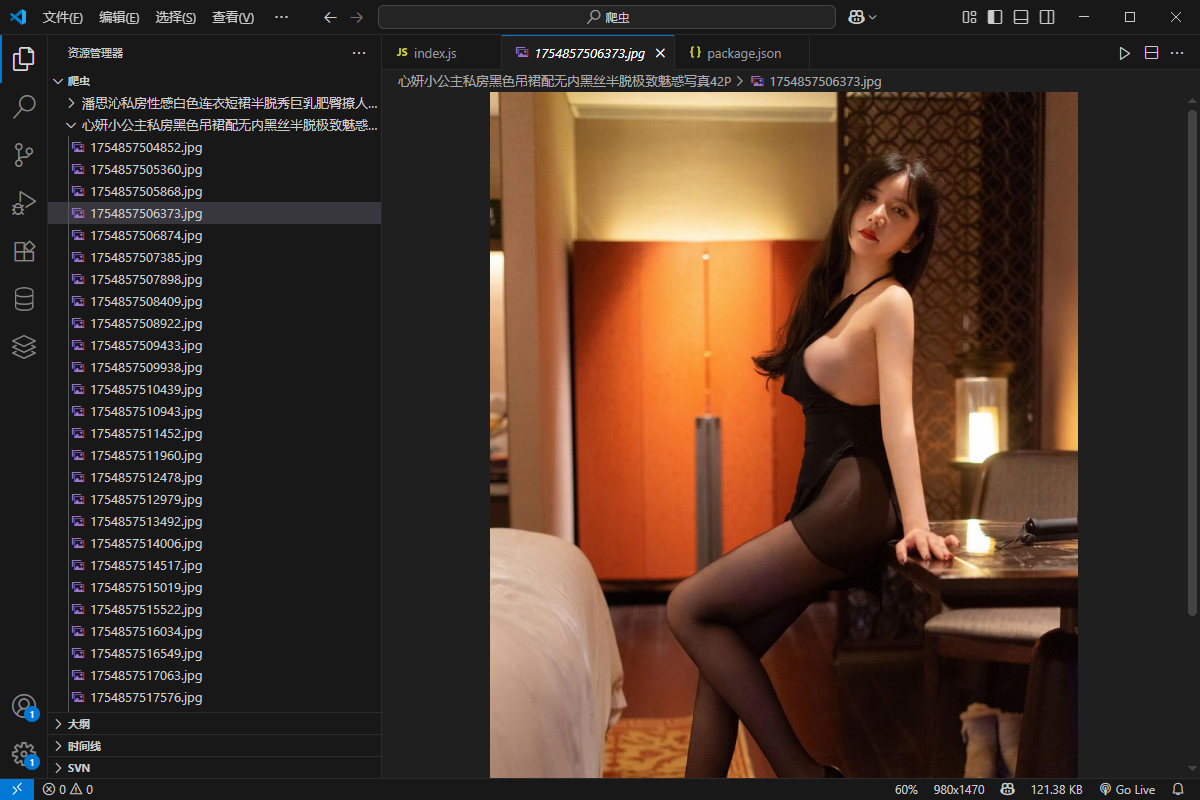 文件(F) 编辑(E) 选择(S) 查看(V) ··· 爬虫
资源管理器 ···
JS index.js 1754857506373.jpg {} package.json
心妍小公主私房黑色吊裙配无内黑丝半脱极致魅惑写真42P > 1754857506373.jpg
爬虫
潘思沁私房性感白色连衣短裙半脱秀巨乳肥臀撩人...
心妍小公主私房黑色吊裙配无内黑丝半脱极致魅惑...
1754857504852.jpg
1754857505360.jpg
1754857505868.jpg
1754857506373.jpg
1754857506874.jpg
1754857507385.jpg
1754857507898.jpg
1754857508409.jpg
1754857508922.jpg
1754857509433.jpg
1754857509938.jpg
1754857510439.jpg
1754857510943.jpg
1754857511452.jpg
1754857511960.jpg
1754857512478.jpg
1754857512979.jpg
1754857513492.jpg
1754857514006.jpg
1754857514517.jpg
1754857515019.jpg
1754857515522.jpg
1754857516034.jpg
1754857516549.jpg
1754857517063.jpg
1754857517576.jpg
大纲
时间线
SVN
1
1
0 0 60% 980x1470 121.38 KB Go Live